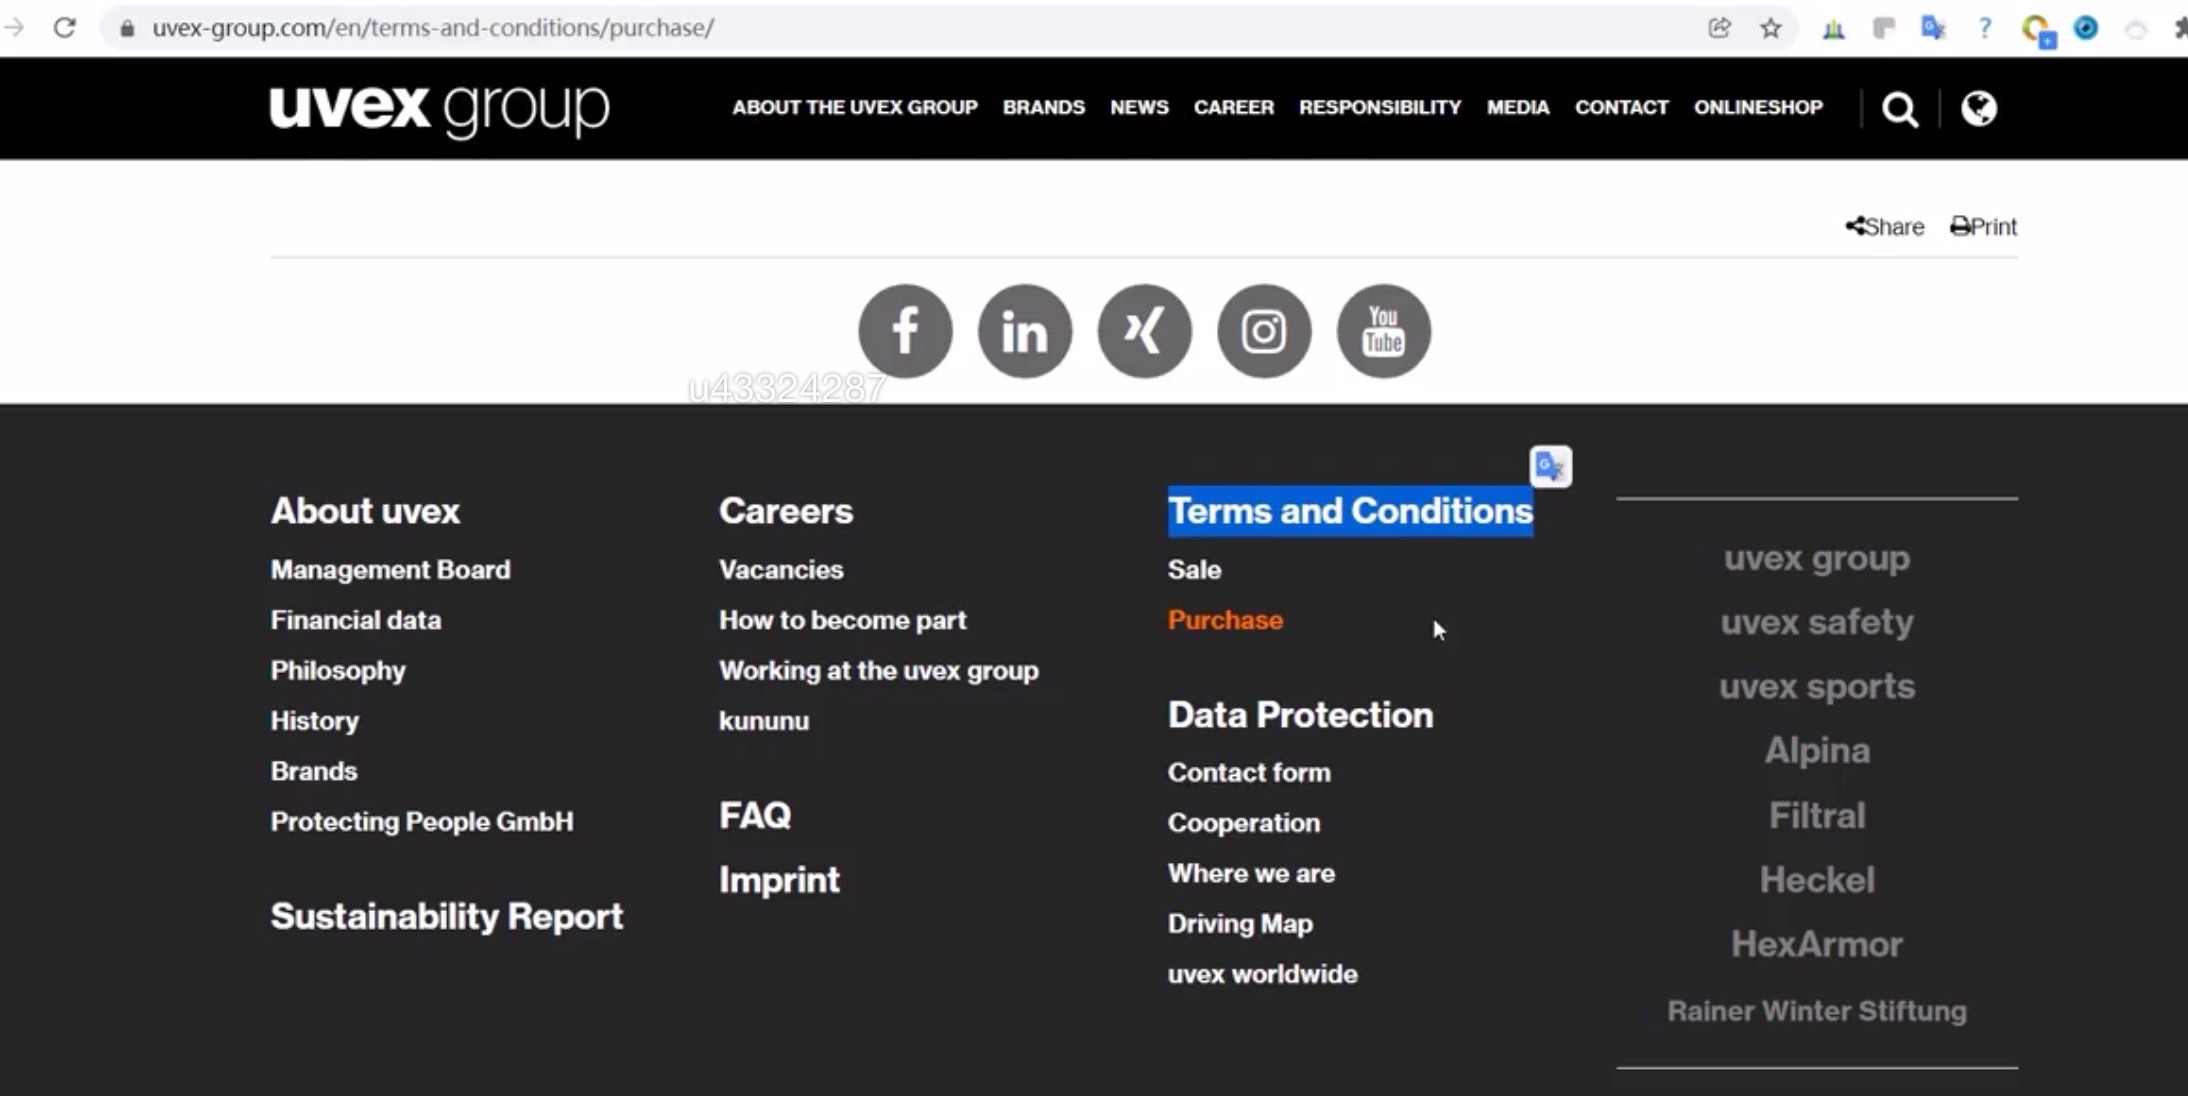 uvex-group.com/en/terms-and-conditions/purchase/
uvex group
ABOUT THE UVEX GROUP BRANDS NEWS CAREER RESPONSIBILITY MEDIA CONTACT ONLINESHOP
Share Print
You
Tube
u43324287
About uvex
Management Board
Financial data
Philosophy
History
Brands
Protecting People GmbH
Sustainability Report
Careers
Vacancies
How to become part
Working at the uvex group
kununu
FAQ
Imprint
Terms and Conditions
Sale
Purchase
Data Protection
Contact form
Cooperation
Where we are
Driving Map
uvex worldwide
uvex group
uvex safety
uvex sports
Alpina
Filtral
Heckel
HexArmor
Rainer Winter Stiftung